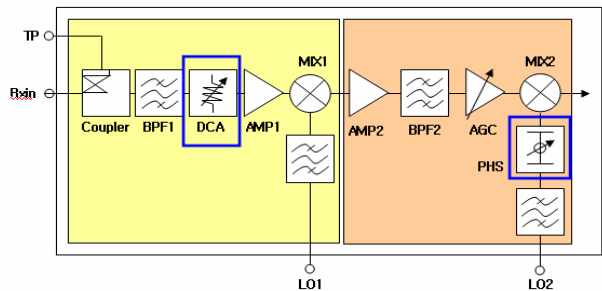 TP
MIX1
MIX2
Rxin
Coupler
BPF1
DCA
AMP1
AMP2
BPF2
AGC
PHS
LO1
LO2